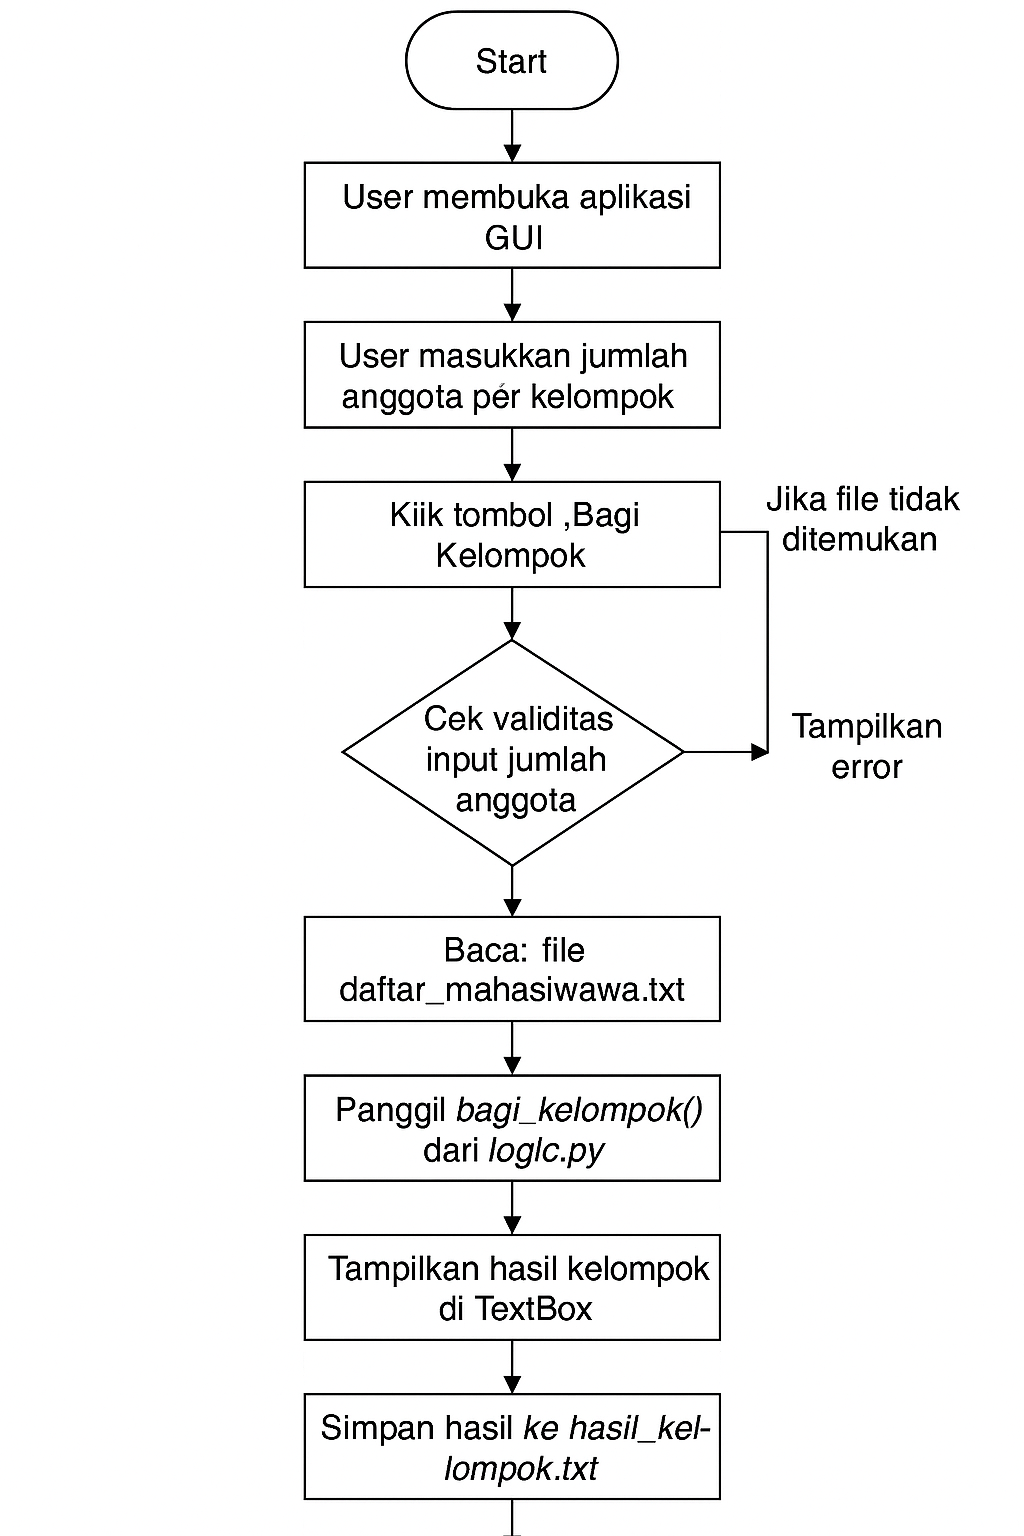 Start
User membuka aplikasi
GUI
User masukkan jumlah
anggota pér kelompok
Kiik tombol ,Bagi
Kelompok
Jika file tidak
ditemukan
Cek validitas
input jumlah
anggota
Tampilkan
error
Baca: file
daftar_mahasiwawa.txt
Panggil bagi_kelompok()
dari loglc.py
Tampilkan hasil kelompok
di TextBox
Simpan hasil ke hasil_kel-
lompok.txt